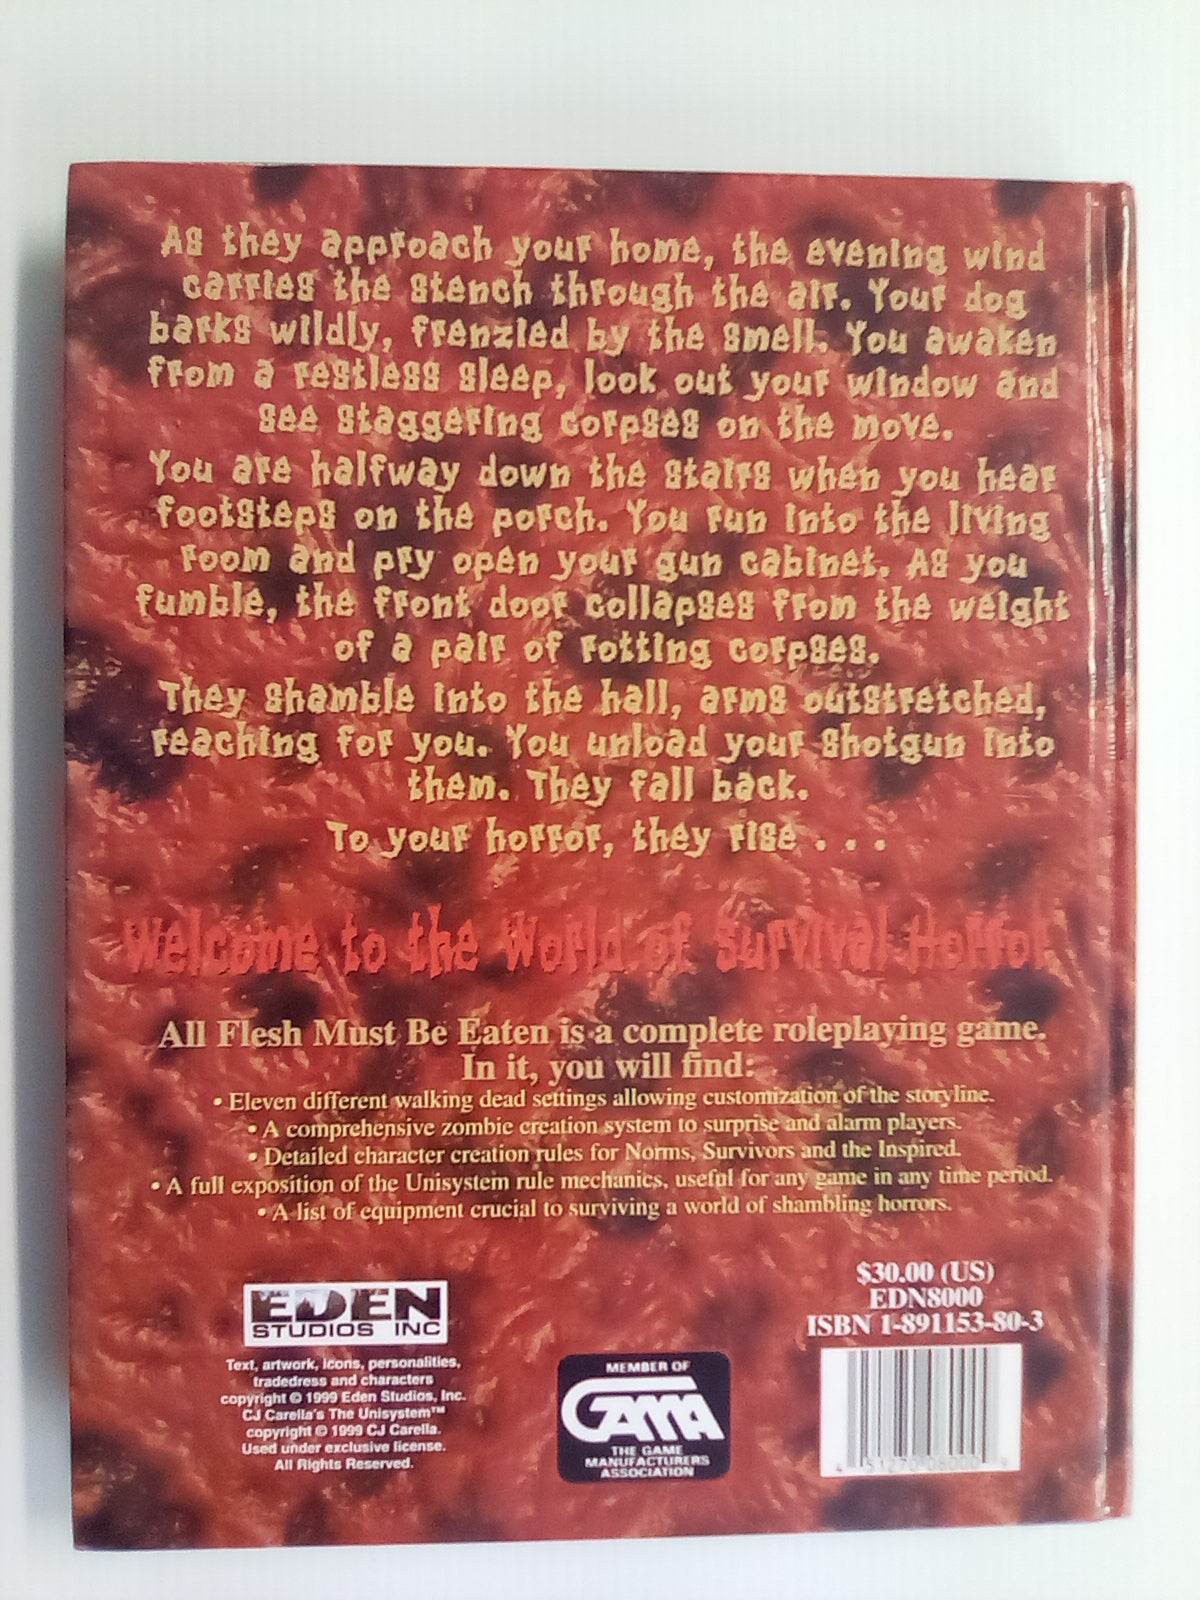 As they approach your home, the evening wind
carries the stench through the air. Your dog
barks wildly, frenzied by the smell. You awaken
from a restless sleep, look out your window and
see staggering corpses on the move.
You are halfway down the stairs when you hear
footsteps on the porch. You run into the living
room and pry open your gun cabinet. As you
fumble, the front door collapses from the weight
of a pair of rotting corpses.
They shamble into the hall, arms outstretched,
reaching for you. You unload your shotgun into
them. They fall back.
To your horror, they rise . . .
Welcome to the World of Survival Horror
All Flesh Must Be Eaten is a complete roleplaying game.
In it, you will find:
• Eleven different walking dead settings allowing customization of the storyline.
• A comprehensive zombie creation system to surprise and alarm players.
• Detailed character creation rules for Norms, Survivors and the Inspired.
• A full exposition of the Unisystem rule mechanics, useful for any game in any time period.
• A list of equipment crucial to surviving a world of shambling horrors.
EDEN
STUDIOS INC
Text, artwork, icons, personalities,
tradedress and characters
copyright © 1999 Eden Studios, Inc.
CJ Carella's The Unisystem™
copyright © 1999 CJ Carella.
Used under exclusive license.
All Rights Reserved.
MEMBER OF
GAMA
THE GAME
MANUFACTURERS
ASSOCIATION
$30.00 (US)
EDN8000
ISBN 1-891153-80-3